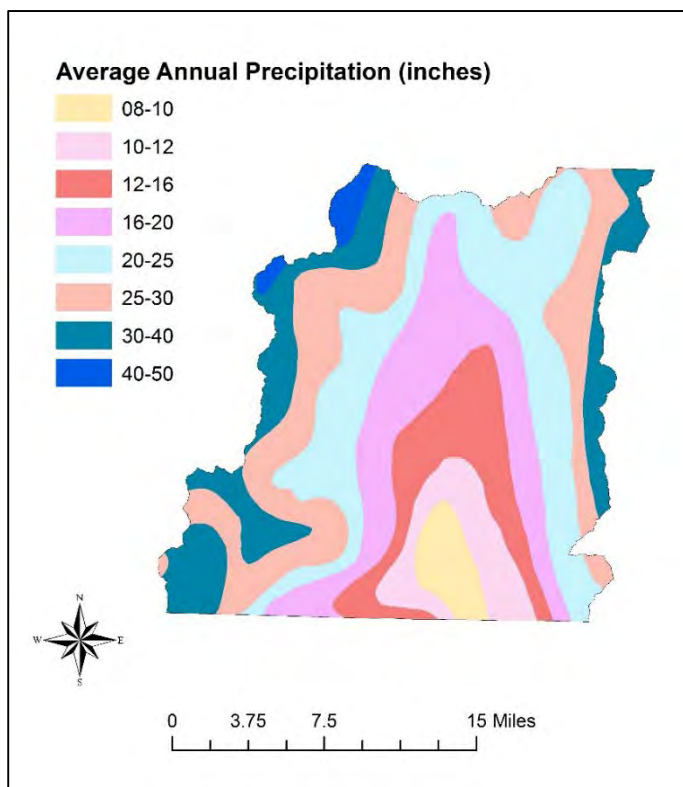 Average Annual Precipitation (inches)
08-10
10-12
12-16
16-20
20-25
25-30
30-40
40-50
N
W E
S
0 3.75 7.5 15 Miles